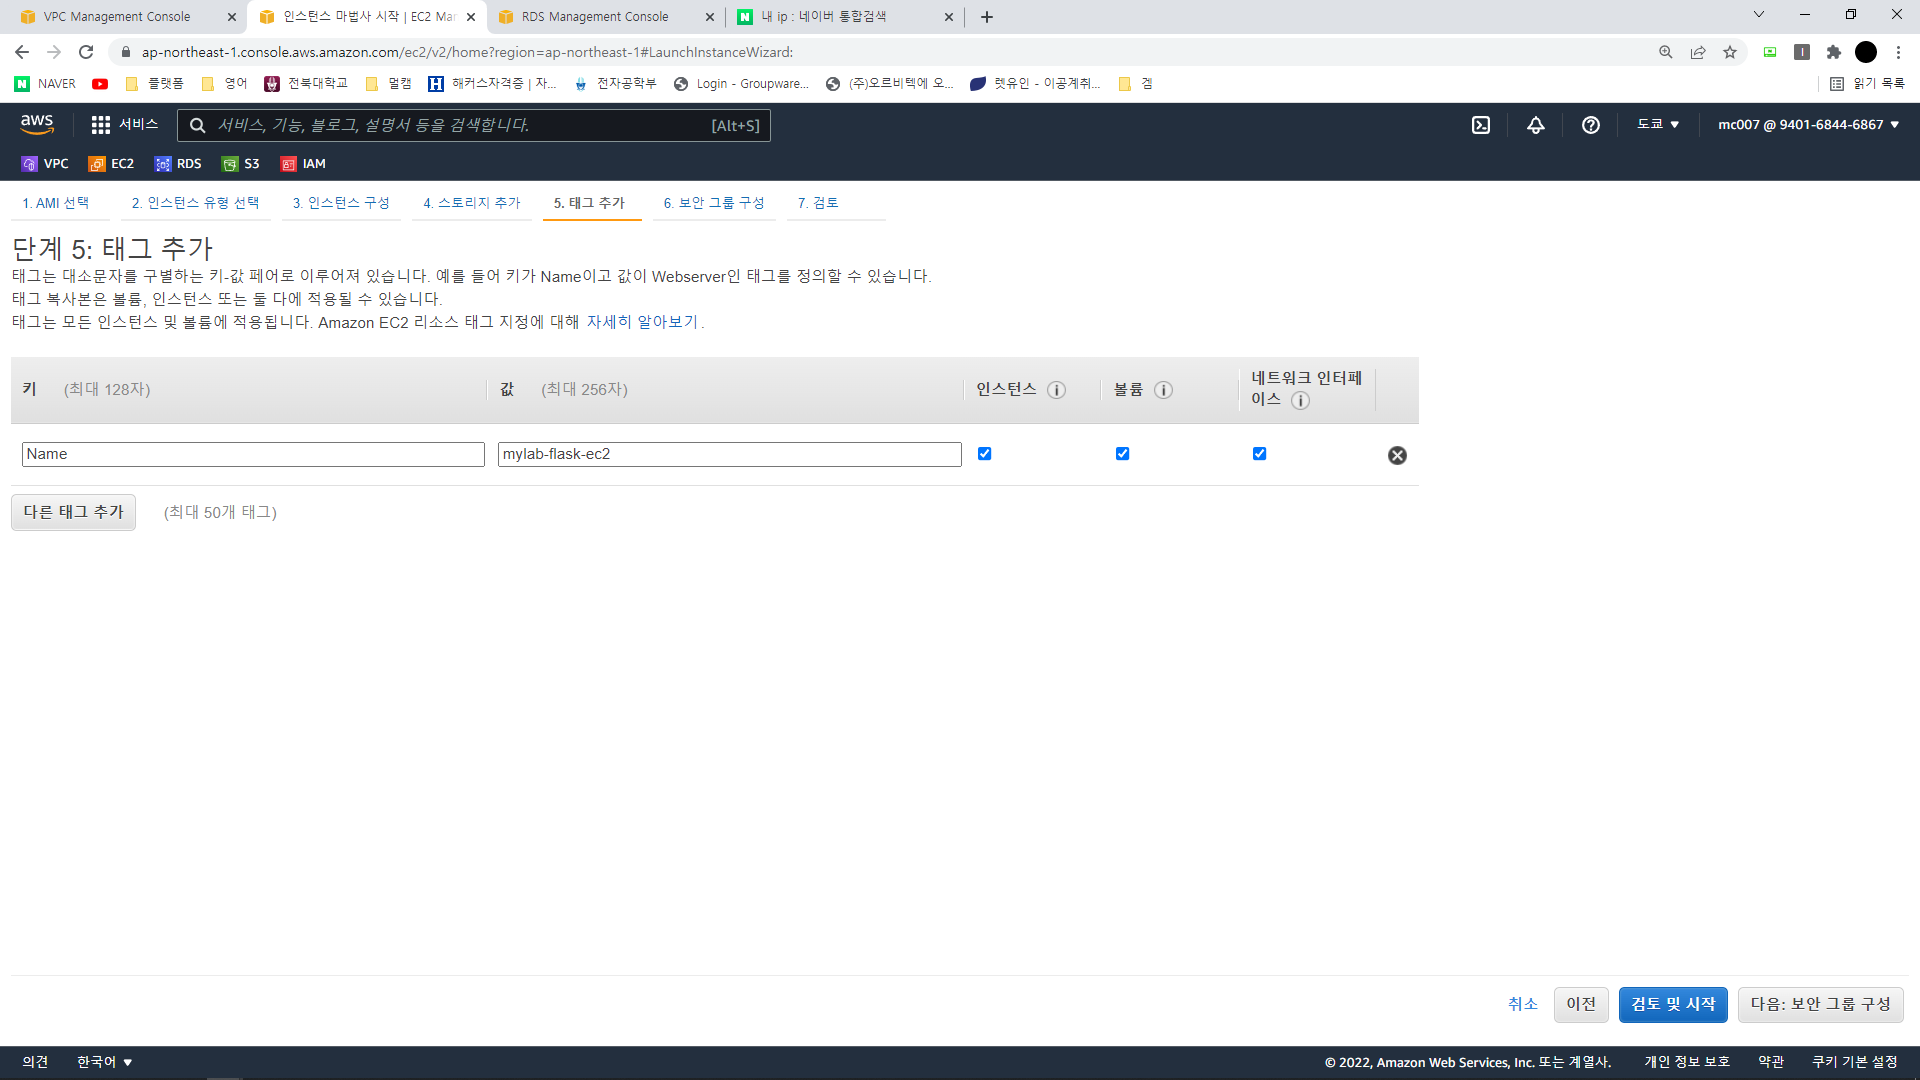 VPC Management Console
인스턴스 마법사 시작 | EC2 Mar
RDS Management Console
내 ip : 네이버 통합검색
ap-northeast-1.console.aws.amazon.com/ec2/v2/home?region=ap-northeast-1#LaunchInstanceWizard:
NAVER
플랫폼
영어
전북대학교
멀캠
해커스자격증 | 자...
전자공학부
Login - Groupware...
(주)오르비텍에 오...
렛유인 - 이공계취...
겜
읽기 목록
aws
서비스
서비스, 기능, 블로그, 설명서 등을 검색합니다.
[Alt+S]
도쿄
mc007 @ 9401-6844-6867
VPC
EC2
RDS
S3
IAM
1. AMI 선택
2. 인스턴스 유형 선택
3. 인스턴스 구성
4. 스토리지 추가
5. 태그 추가
6. 보안 그룹 구성
7. 검토
단계 5: 태그 추가
태그는 대소문자를 구별하는 키-값 페어로 이루어져 있습니다. 예를 들어 키가 Name이고 값이 Webserver인 태그를 정의할 수 있습니다.
태그 복사본은 볼륨, 인스턴스 또는 둘 다에 적용될 수 있습니다.
태그는 모든 인스턴스 및 볼륨에 적용됩니다. Amazon EC2 리소스 태그 지정에 대해 자세히 알아보기.
키 (최대 128자)
값 (최대 256자)
인스턴스
볼륨
네트워크 인터페
이스
Name
mylab-flask-ec2
다른 태그 추가
(최대 50개 태그)
취소
이전
검토 및 시작
다음: 보안 그룹 구성
의견
한국어
© 2022, Amazon Web Services, Inc. 또는 계열사.
개인 정보 보호
약관
쿠키 기본 설정